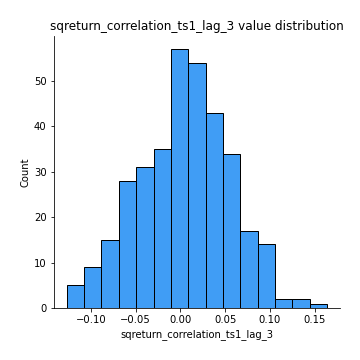 sqreturn_correlation_ts1_lag_3 value distribution
50
40
30
20
10
0
Count
−0.10 −0.05 0.00 0.05 0.10 0.15
sqreturn_correlation_ts1_lag_3